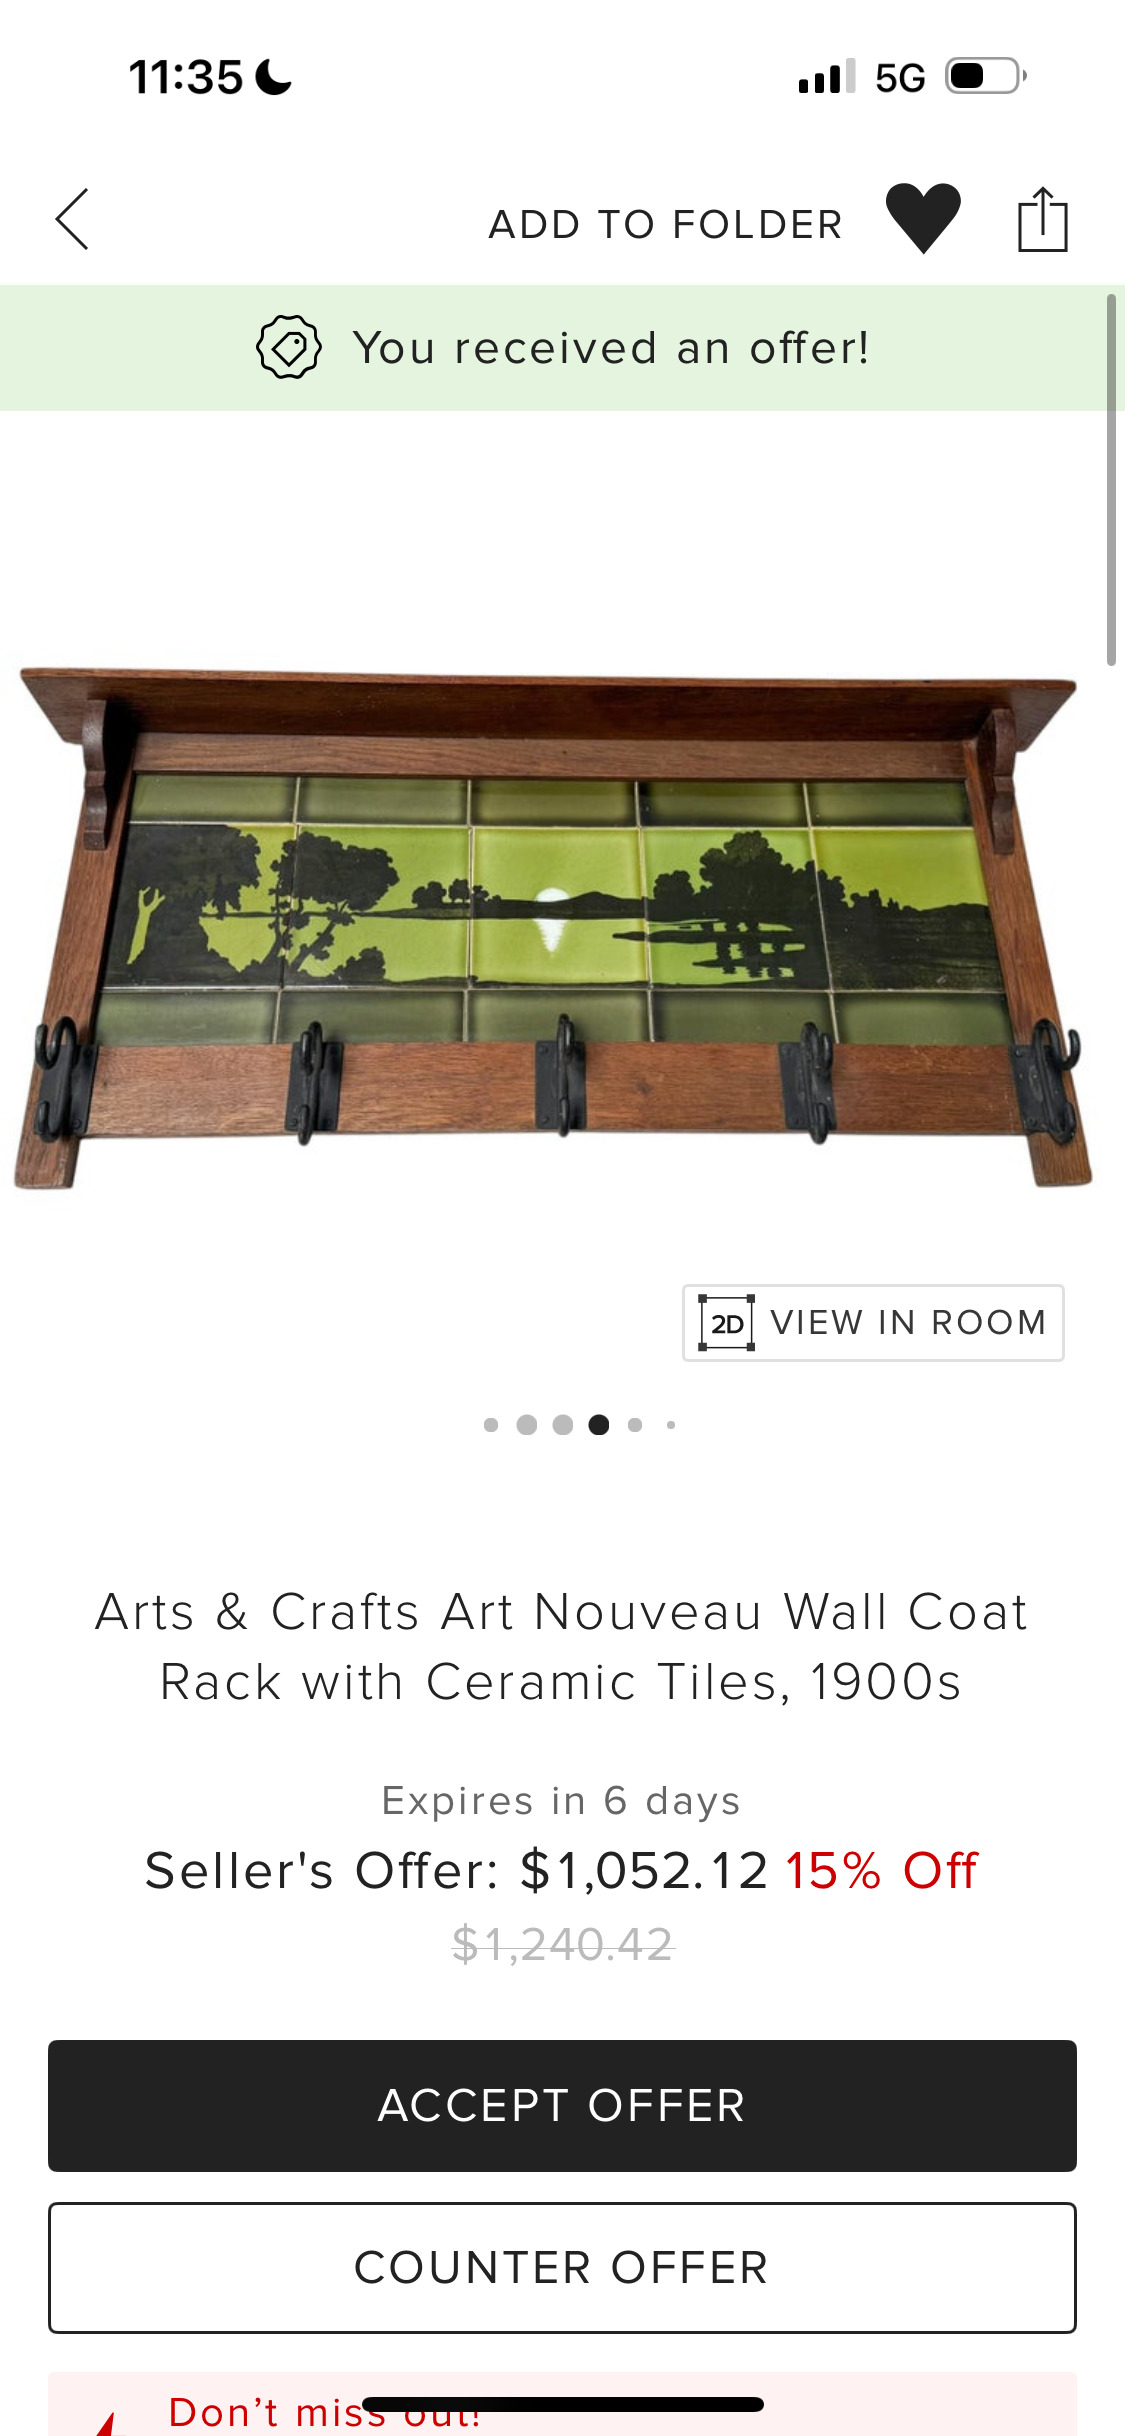 11:35
5G
ADD TO FOLDER
You received an offer!
2D VIEW IN ROOM
Arts & Crafts Art Nouveau Wall Coat
Rack with Ceramic Tiles, 1900s
Expires in 6 days
Seller's Offer: $1,052.12 15% Off
$1,240.42
ACCEPT OFFER
COUNTER OFFER
Don’t miss out!